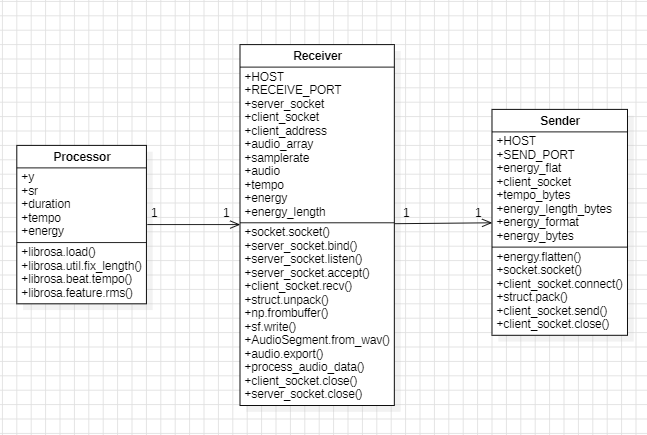 Processor
+y
+sr
+duration
+tempo
+energy
+librosa.load()
+librosa.util.fix_length()
+librosa.beat.tempo()
+librosa.feature.rms()
1
1
Receiver
+HOST
+RECEIVE_PORT
+server_socket
+client_socket
+client_address
+audio_array
+samplerate
+audio
+tempo
+energy
+energy_length
+socket.socket()
+server_socket.bind()
+server_socket.listen()
+server_socket.accept()
+client_socket.recv()
+struct.unpack()
+np.frombuffer()
+sf.write()
+AudioSegment.from_wav()
+audio.export()
+process_audio_data()
+client_socket.close()
+server_socket.close()
1
1
Sender
+HOST
+SEND_PORT
+energy_flat
+client_socket
+tempo_bytes
+energy_length_bytes
+energy_format
+energy_bytes
+energy.flatten()
+socket.socket()
+client_socket.connect()
+struct.pack()
+client_socket.send()
+client_socket.close()